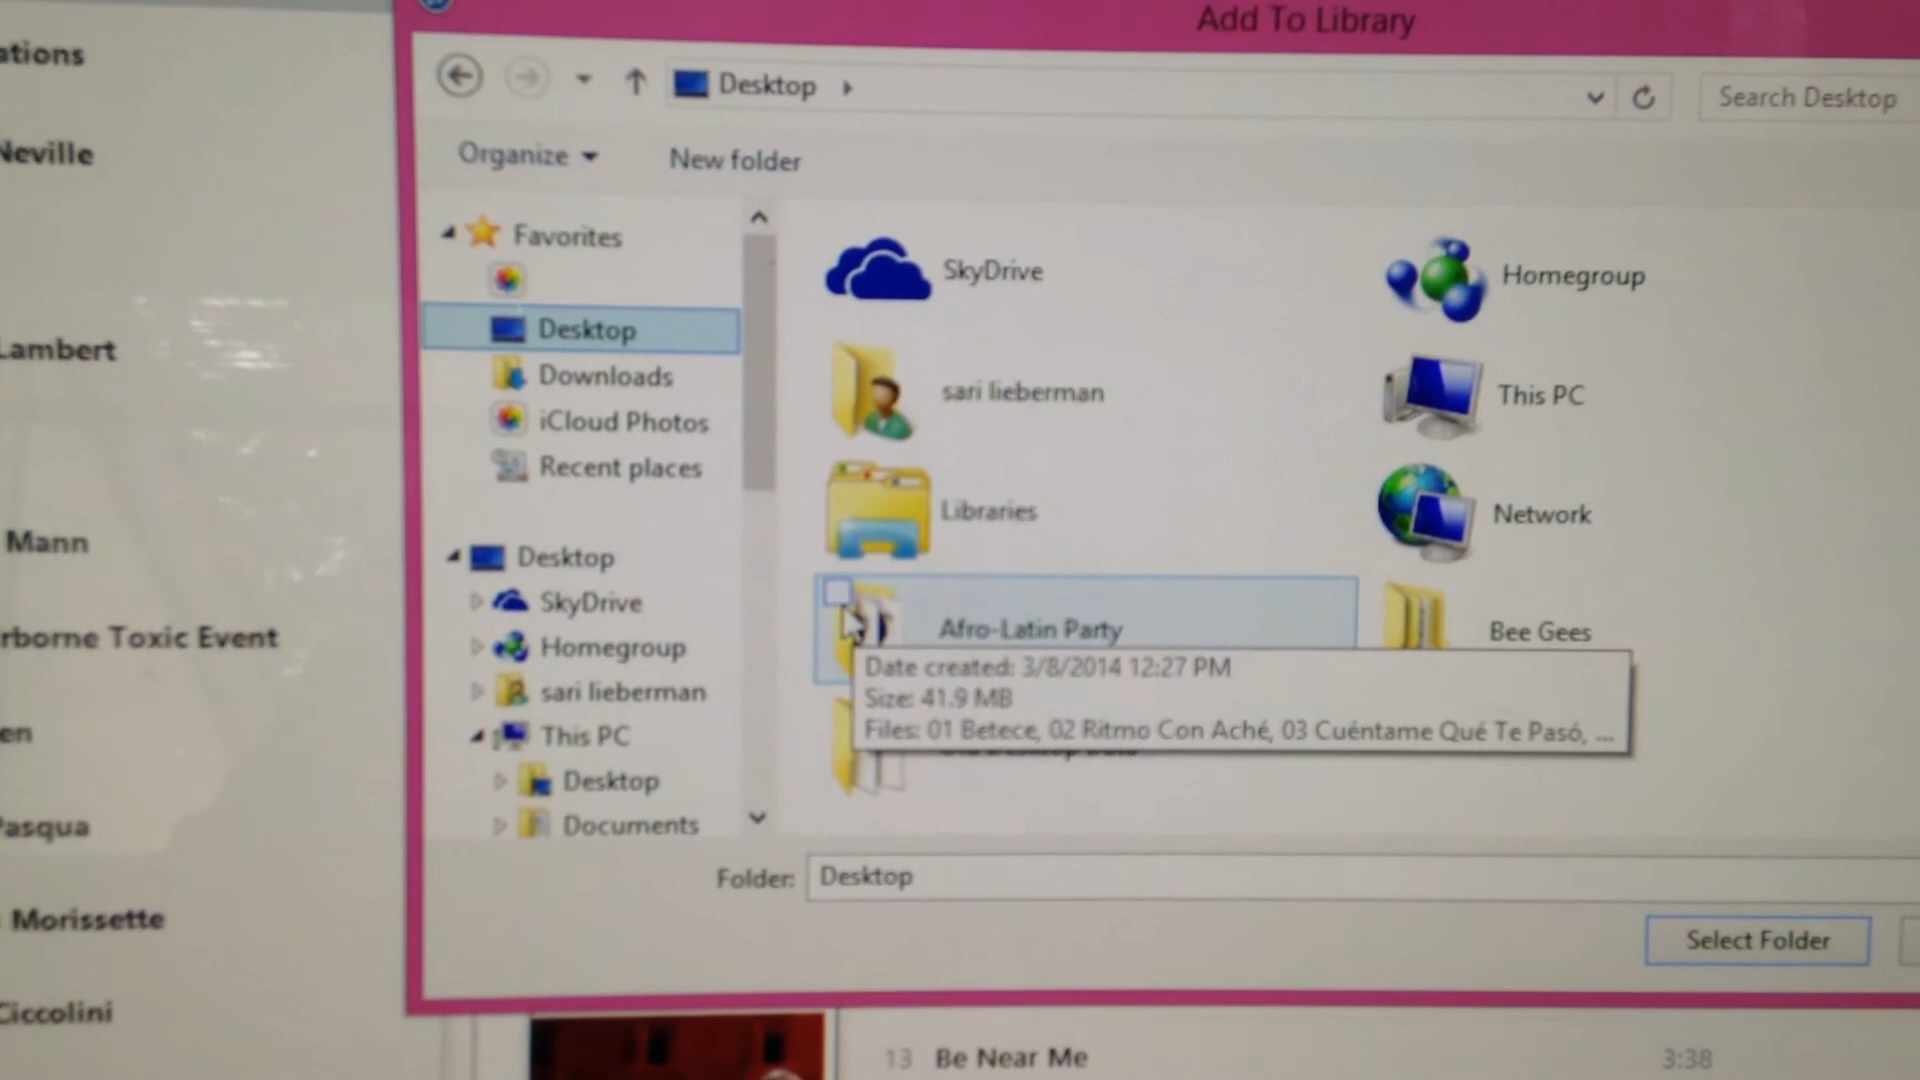 Add To Library
Desktop
Search Desktop
Organize
New folder
Favorites
Desktop
Downloads
iCloud Photos
Recent places
Desktop
SkyDrive
Homegroup
sari lieberman
This PC
Desktop
Documents
SkyDrive
Homegroup
sari lieberman
This PC
Libraries
Network
Afro-Latin Party
Bee Gees
Date created: 3/8/2014 12:27 PM
Size: 41.9 MB
Files: 01 Betece, 02 Ritmo Con Aché, 03 Cuéntame Qué Te Pasó, ...
Folder: Desktop
Select Folder
ations
Neville
Lambert
Mann
rborne Toxic Event
en
Pasqua
Morissette
Ciccolini
13 Be Near Me 3:38